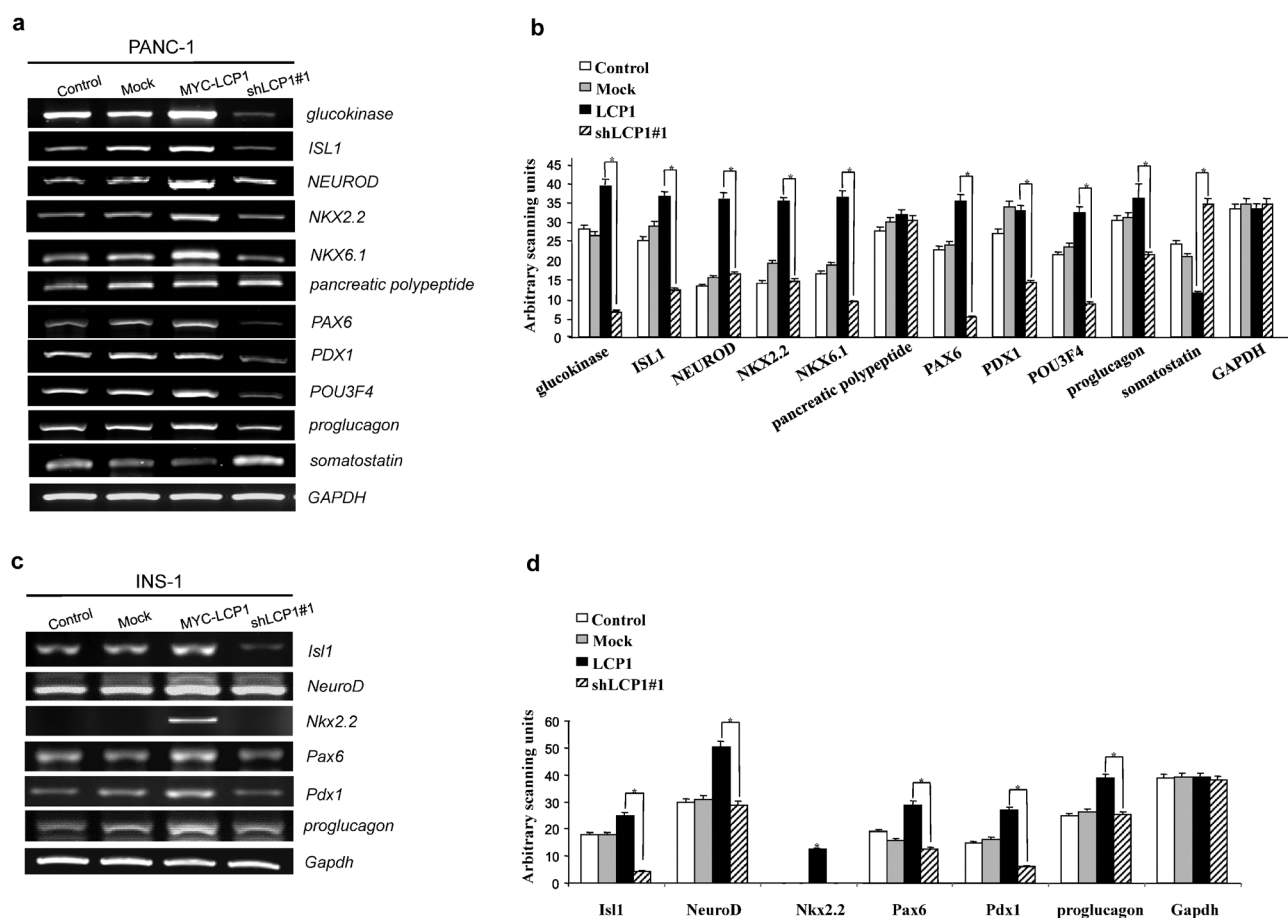 a
PANC-1
Control Mock MYC-LCP1 shLCP1#1
glucokinase
ISL1
NEUROD
NKX2.2
NKX6.1
pancreatic polypeptide
PAX6
PDX1
POU3F4
proglucagon
somatostatin
GAPDH
b
Control
Mock
LCP1
shLCP1#1
Arbitrary scanning units
45
40
35
30
25
20
15
10
5
0
* * * * * * * * * *
glucokinase ISL1 NEUROD NKX2.2 NKX6.1 pancreatic polypeptide PAX6 PDX1 POU3F4 proglucagon somatostatin GAPDH
c
INS-1
Control Mock MYC-LCP1 shLCP1#1
Isl1
NeuroD
Nkx2.2
Pax6
Pdx1
proglucagon
Gapdh
d
Control
Mock
LCP1
shLCP1#1
Arbitrary scanning units
60
50
40
30
20
10
0
* * * * * *
Isl1 NeuroD Nkx2.2 Pax6 Pdx1 proglucagon Gapdh